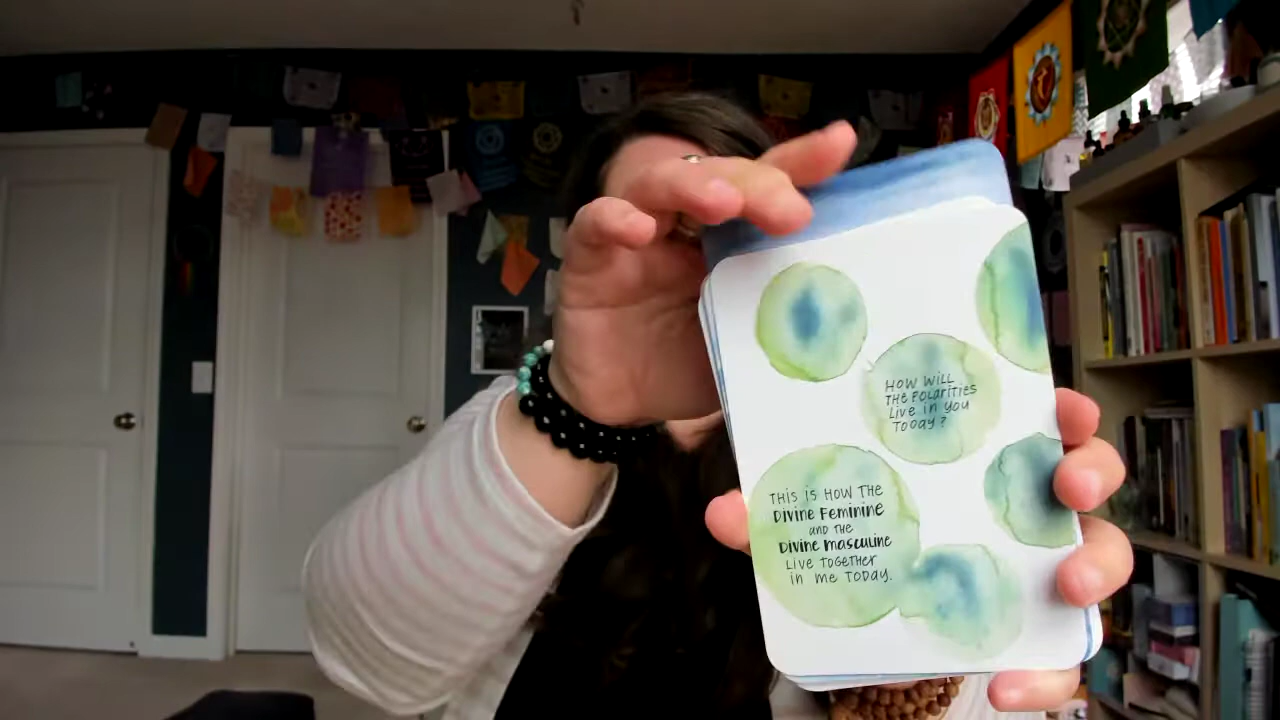 HOW WILL
THE POLARITIES
LIVE in YOU
TODAY?
THIS IS HOW THE
Divine Feminine
and THE
Divine masculine
LIVE TOGETHER
in me TODAY.